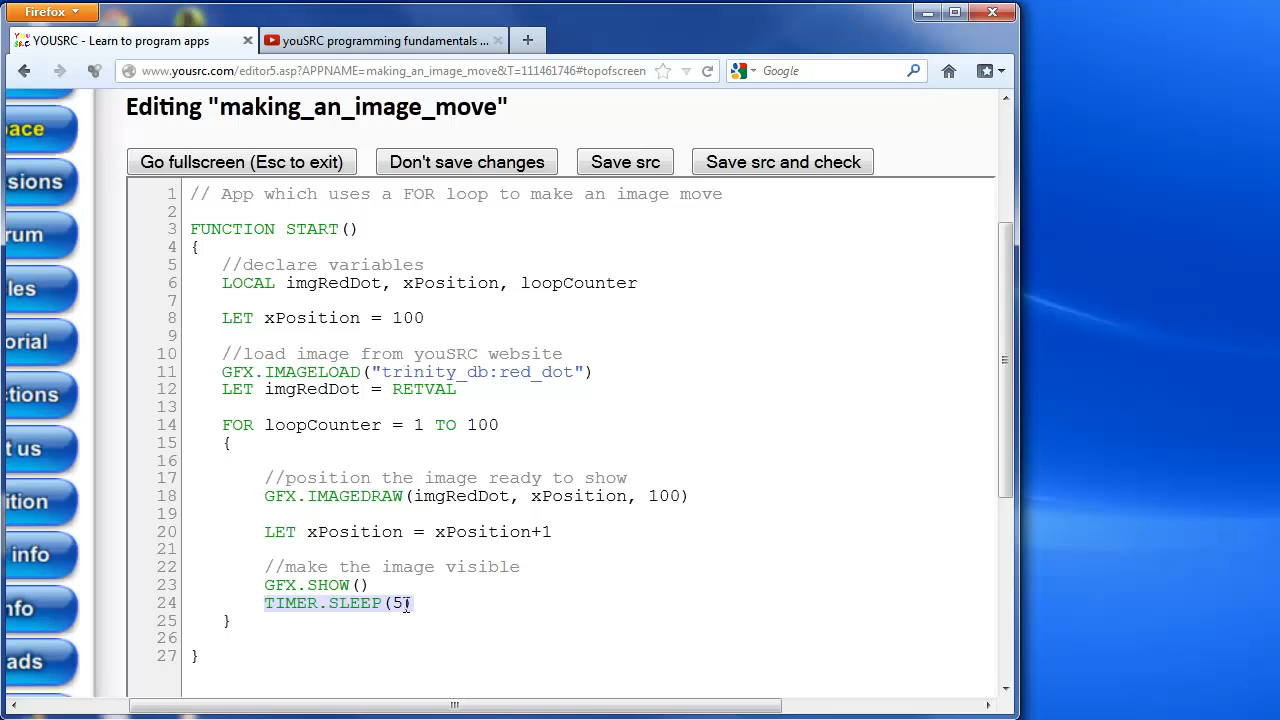 Firefox
YOUSRC - Learn to program apps
youSRC programming fundamentals ...
www.yousrc.com/editor5.asp?APPNAME=making_an_image_move&T=111461746#topofscreen
Google
Editing "making_an_image_move"
Go fullscreen (Esc to exit)
Don't save changes
Save src
Save src and check
ace
sions
rum
les
orial
ctions
t us
ition
info
nfo
ads
1 // App which uses a FOR loop to make an image move
2
3 FUNCTION START()
4 {
5 //declare variables
6 LOCAL imgRedDot, xPosition, loopCounter
7
8 LET xPosition = 100
9
10 //load image from youSRC website
11 GFX.IMAGELOAD("trinity_db:red_dot")
12 LET imgRedDot = RETVAL
13
14 FOR loopCounter = 1 TO 100
15 {
16
17 //position the image ready to show
18 GFX.IMAGEDRAW(imgRedDot, xPosition, 100)
19
20 LET xPosition = xPosition+1
21
22 //make the image visible
23 GFX.SHOW()
24 TIMER.SLEEP(5)
25 }
26
27 }